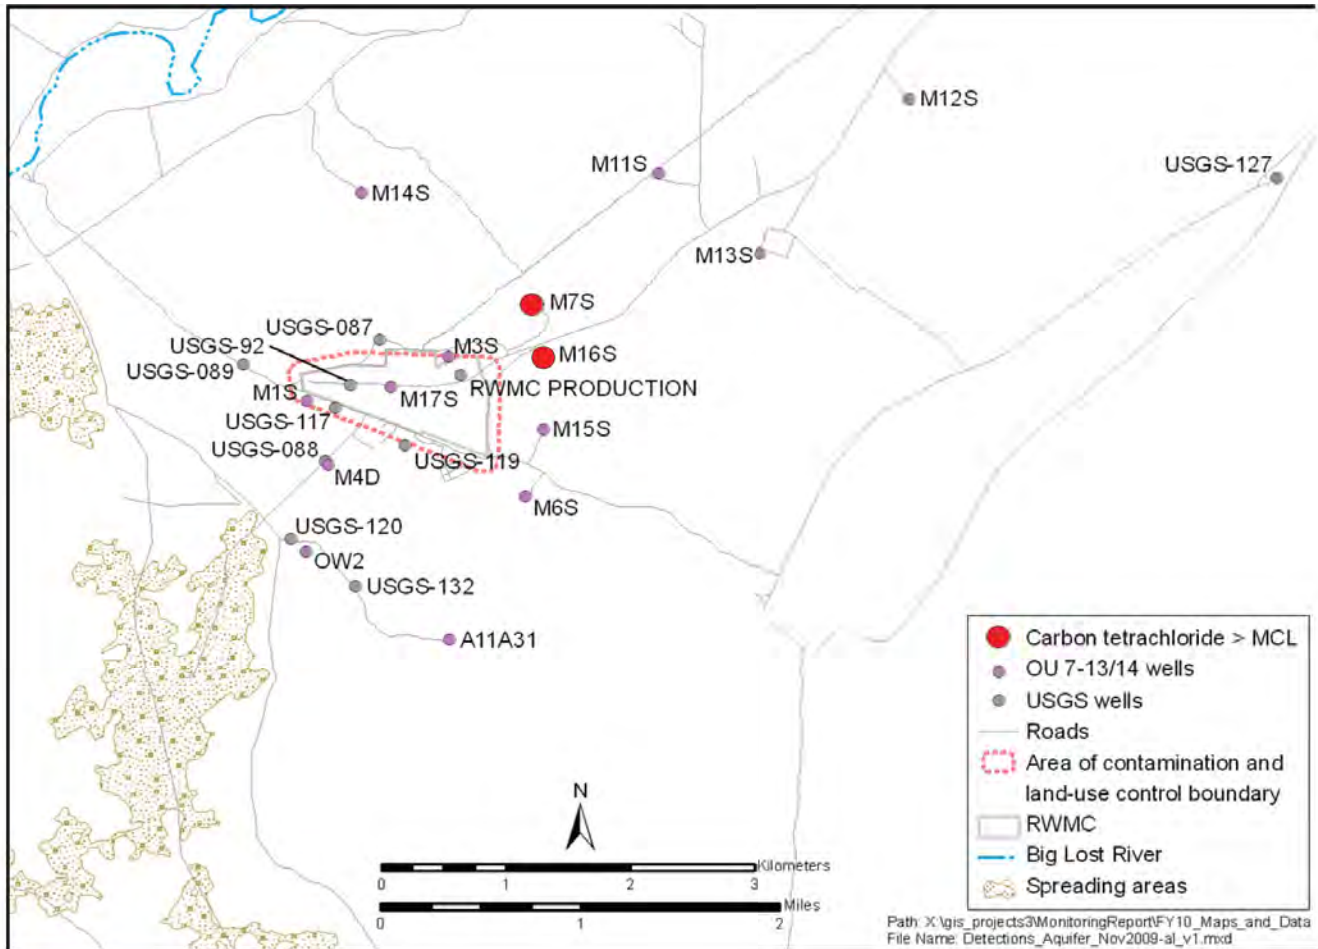 M12S
M11S
USGS-127
M14S
M13S
M7S
USGS-087
USGS-92
M3S
M16S
USGS-089
RWMC PRODUCTION
M1S
M17S
USGS-117
M15S
USGS-088
USGS-119
M4D
M6S
USGS-120
OW2
USGS-132
A11A31
Carbon tetrachloride > MCL
OU 7-13/14 wells
USGS wells
Roads
Area of contamination and
land-use control boundary
RWMC
Big Lost River
Spreading areas
N
Kilometers
0 1 2 3
Miles
0 1 2
Path: X:\gis_projects3\MonitoringReport\FY10_Maps_and_Data
File Name: Detections_Aquifer_Nov2009-al_v1.mxd